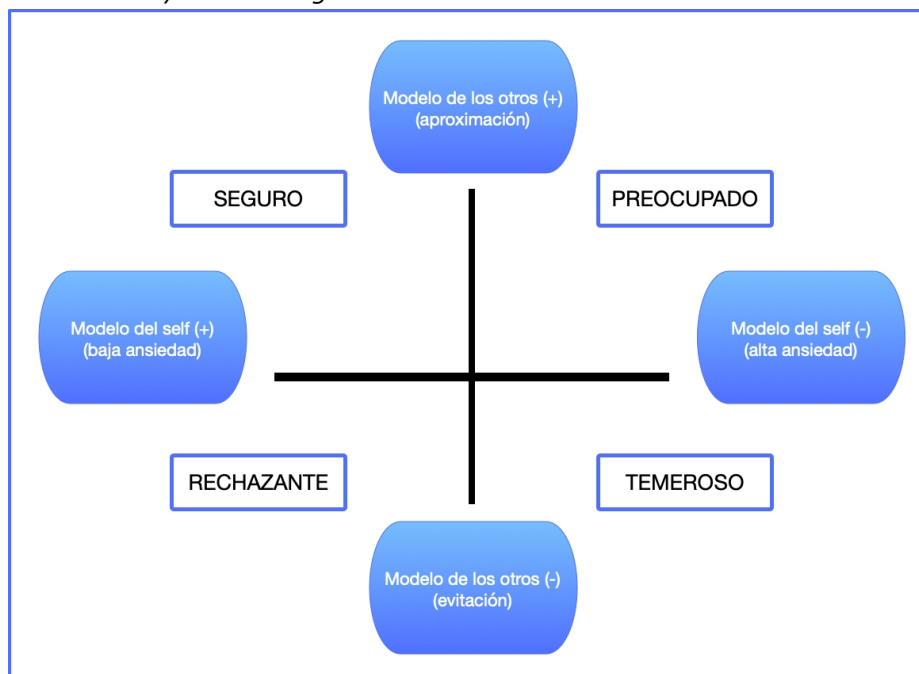 Modelo de los otros (+)
(aproximación)
SEGURO
PREOCUPADO
Modelo del self (+)
(baja ansiedad)
Modelo del self (-)
(alta ansiedad)
RECHAZANTE
TEMEROSO
Modelo de los otros (-)
(evitación)